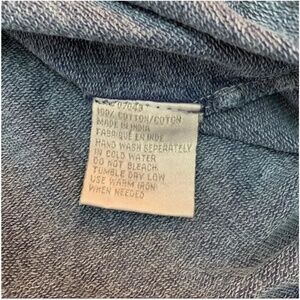 07048
100% COTTON/COTON
MADE IN INDIA
FABRIQUE EN INDE
HAND WASH SEPERATELY
IN COLD WATER
DO NOT BLEACH
TUMBLE DRY LOW
USE WARM IRON
WHEN NEEDED